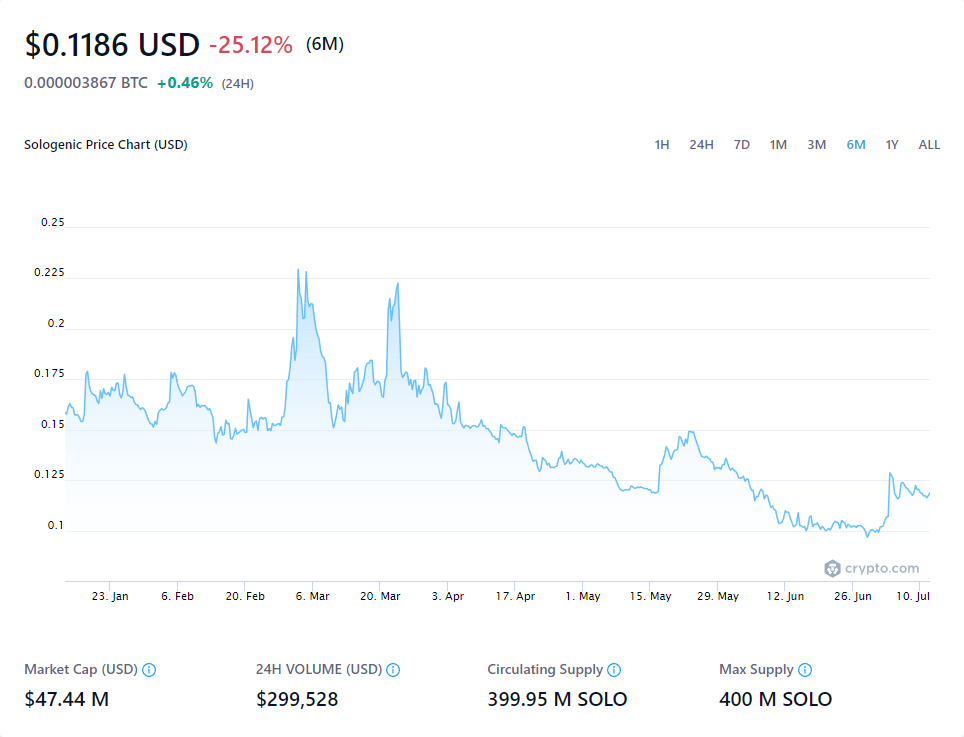 $0.1186 USD -25.12% (6M)
0.000003867 BTC +0.46% (24H)
Sologenic Price Chart (USD) 1H 24H 7D 1M 3M 6M 1Y ALL
0.25
0.225
0.2
0.175
0.15
0.125
0.1
crypto.com
23. Jan 6. Feb 20. Feb 6. Mar 20. Mar 3. Apr 17. Apr 1. May 15. May 29. May 12. Jun 26. Jun 10. Jul
Market Cap (USD) 24H VOLUME (USD) Circulating Supply Max Supply
$47.44 M $299,528 399.95 M SOLO 400 M SOLO